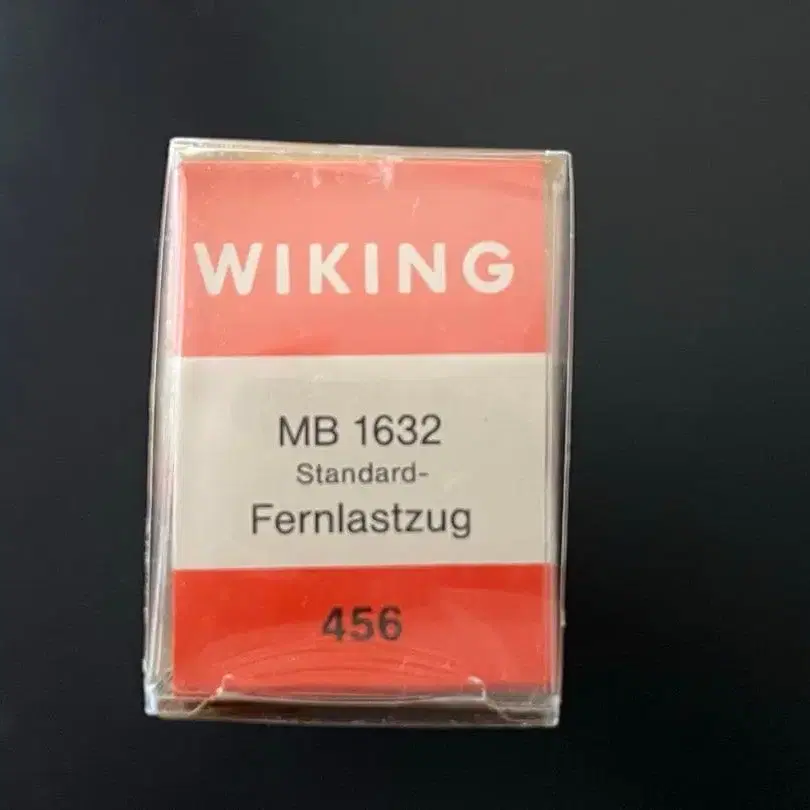 WIKING
MB 1632
Standard-
Fernlastzug
456